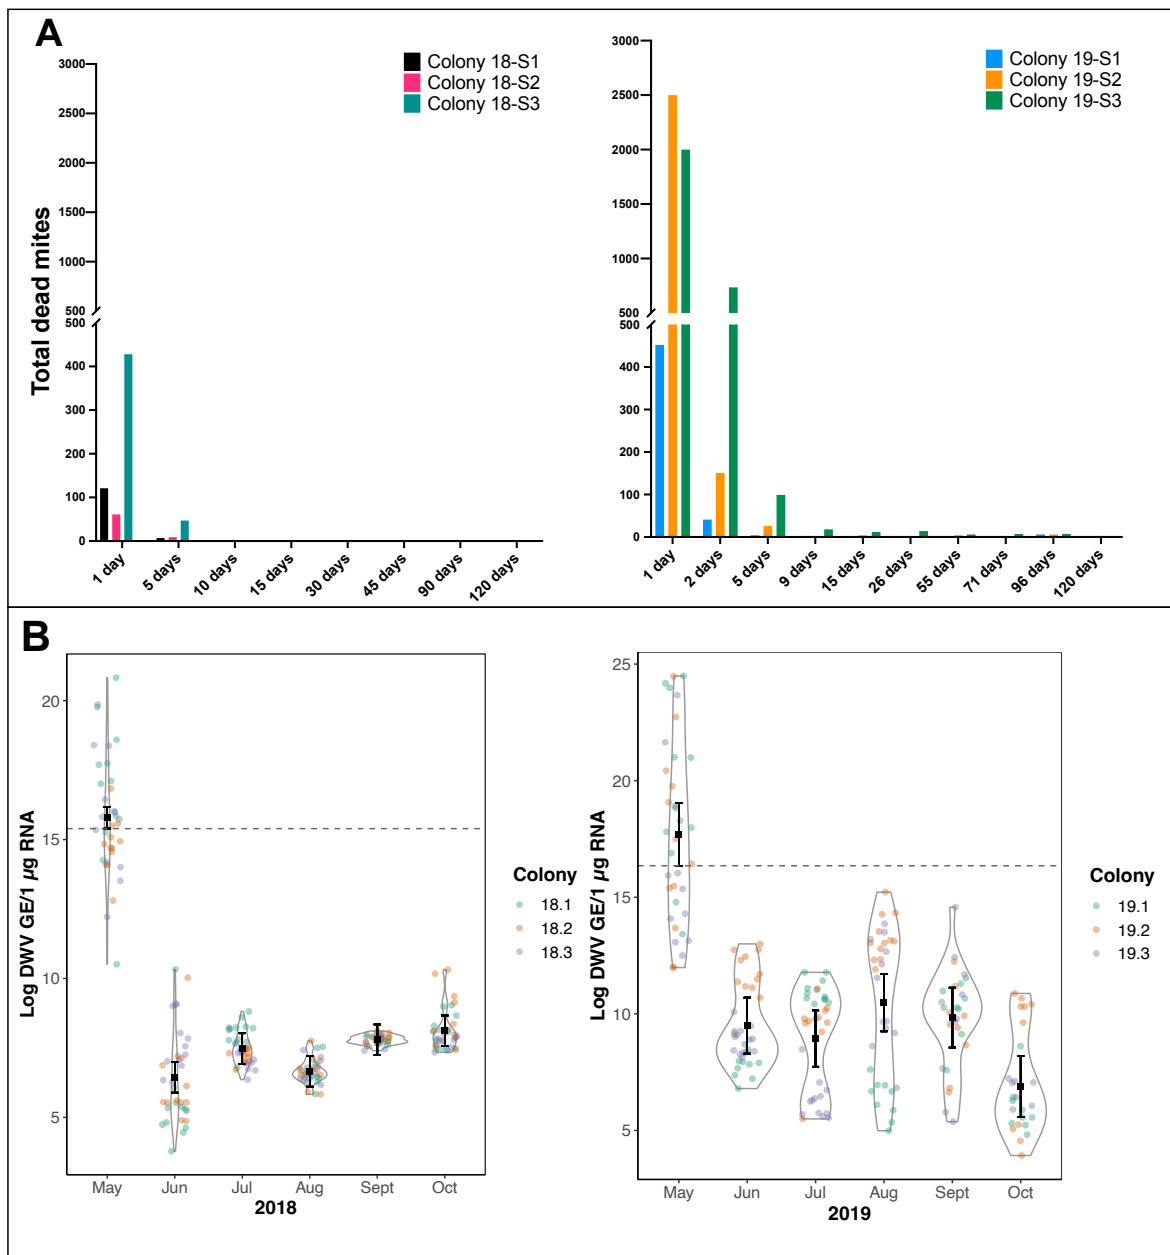 A
Total dead mites
3000
2500
2000
1500
1000
500
500
400
300
200
100
0
Colony 18-S1
Colony 18-S2
Colony 18-S3
1 day
5 days
10 days
15 days
30 days
45 days
90 days
120 days
3000
2500
2000
1500
1000
500
500
400
300
200
100
0
Colony 19-S1
Colony 19-S2
Colony 19-S3
1 day
2 days
5 days
9 days
15 days
26 days
55 days
71 days
96 days
120 days
B
Log DWV GE/1 µg RNA
20
15
10
5
May
Jun
Jul
Aug
Sept
Oct
2018
Colony
18.1
18.2
18.3
Log DWV GE/1 µg RNA
25
20
15
10
5
May
Jun
Jul
Aug
Sept
Oct
2019
Colony
19.1
19.2
19.3